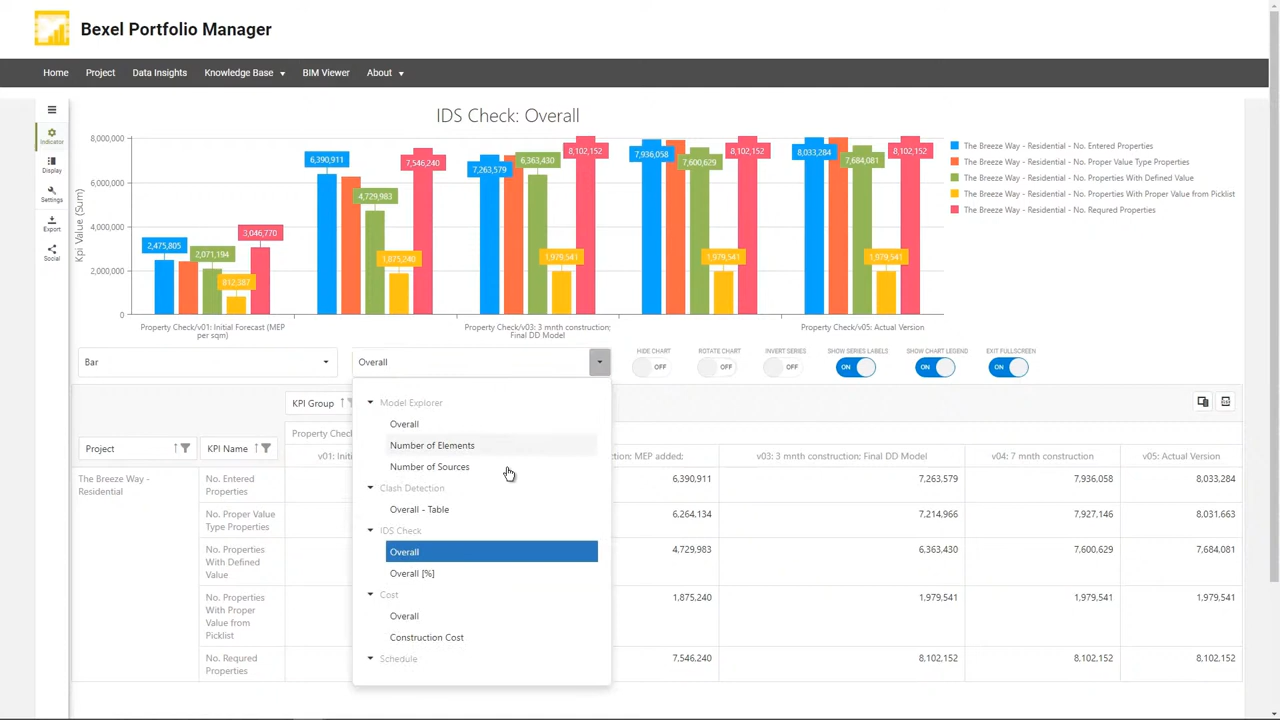 Bexel Portfolio Manager
Home Project Data Insights Knowledge Base BIM Viewer About
Indicator
Display
Settings
Export
Social
IDS Check: Overall
Kpi Value (Sum)
8,000,000
6,000,000
4,000,000
2,000,000
0
2,475,805
2,071,194
812,387
3,046,770
6,390,911
4,729,983
1,875,240
7,546,240
7,263,579
6,363,430
1,979,541
8,102,152
7,936,058
7,600,629
1,979,541
8,102,152
8,033,284
7,684,081
1,979,541
8,102,152
Property Check/v01: Initial Forecast (MEP
per sqm)
Property Check/v03: 3 mnth construction;
Final DD Model
Property Check/v05: Actual Version
The Breeze Way - Residential - No. Entered Properties
The Breeze Way - Residential - No. Proper Value Type Properties
The Breeze Way - Residential - No. Properties With Defined Value
The Breeze Way - Residential - No. Properties With Proper Value from Picklist
The Breeze Way - Residential - No. Requred Properties
Bar
Overall
HIDE CHART
OFF
ROTATE CHART
OFF
INVERT SERIES
OFF
SHOW SERIES LABELS
ON
SHOW CHART LEGEND
ON
EXIT FULLSCREEN
ON
Model Explorer
Overall
Number of Elements
Number of Sources
Clash Detection
Overall - Table
IDS Check
Overall
Overall [%]
Cost
Overall
Construction Cost
Schedule
KPI Group
Property Check
Project KPI Name
v01: Initi
ction: MEP added: v03: 3 mnth construction: Final DD Model v04: 7 mnth construction v05: Actual Version
The Breeze Way -
Residential
No. Entered
Properties
6,390,911 7,263,579 7,936,058 8,033,284
No. Proper Value
Type Properties
6,264,134 7,214,966 7,927,146 8,031,663
No. Properties
With Defined
Value
4,729,983 6,363,430 7,600,629 7,684,081
No. Properties
With Proper
Value from
Picklist
1,875,240 1,979,541 1,979,541 1,979,541
No. Requred
Properties
7,546,240 8,102,152 8,102,152 8,102,152